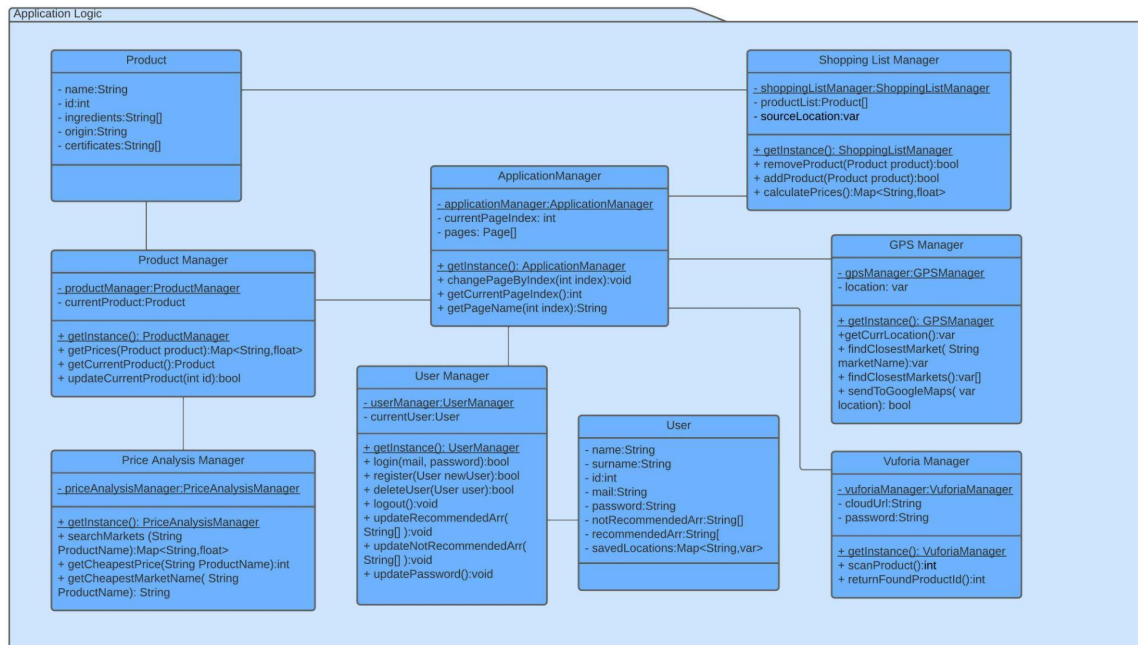 Application Logic
Product
- name:String
- id:int
- ingredients:String[]
- origin:String
- certificates:String[]
Shopping List Manager
- shoppingListManager:ShoppingListManager
- productList:Product[]
- sourceLocation:var
+ getInstance(): ShoppingListManager
+ removeProduct(Product product):bool
+ addProduct(Product product):bool
+ calculatePrices():Map<String,float>
ApplicationManager
- applicationManager:ApplicationManager
- currentPageIndex: int
- pages: Page[]
+ getInstance(): ApplicationManager
+ changePageByIndex(int index):void
+ getCurrentPageIndex():int
+ getPageName(int index):String
Product Manager
- productManager:ProductManager
- currentProduct:Product
+ getInstance(): ProductManager
+ getPrices(Product product):Map<String,float>
+ getCurrentProduct():Product
+ updateCurrentProduct(int id):bool
GPS Manager
- gpsManager:GPSManager
- location: var
+ getInstance(): GPSManager
+getCurrLocation():var
+ findClosestMarket( String
marketName):var
+ findClosestMarkets():var[]
+ sendToGoogleMaps( var
location): bool
User Manager
- userManager:UserManager
- currentUser:User
+ getInstance(): UserManager
+ login(mail, password):bool
+ register(User newUser):bool
+ deleteUser(User user):bool
+ logout():void
+ updateRecommendedArr(
String[] ):void
+ updateNotRecommendedArr(
String[] ):void
+ updatePassword():void
User
- name:String
- surname:String
- id:int
- mail:String
- password:String
- notRecommendedArr:String[]
- recommendedArr:String[
- savedLocations:Map<String,var>
Price Analysis Manager
- priceAnalysisManager:PriceAnalysisManager
+ getInstance(): PriceAnalysisManager
+ searchMarkets (String
ProductName):Map<String,float>
+ getCheapestPrice(String ProductName):int
+ getCheapestMarketName( String
ProductName): String
Vuforia Manager
- vuforiaManager:VuforiaManager
- cloudUrl:String
- password:String
+ getInstance(): VuforiaManager
+ scanProduct():int
+ returnFoundProductId():int